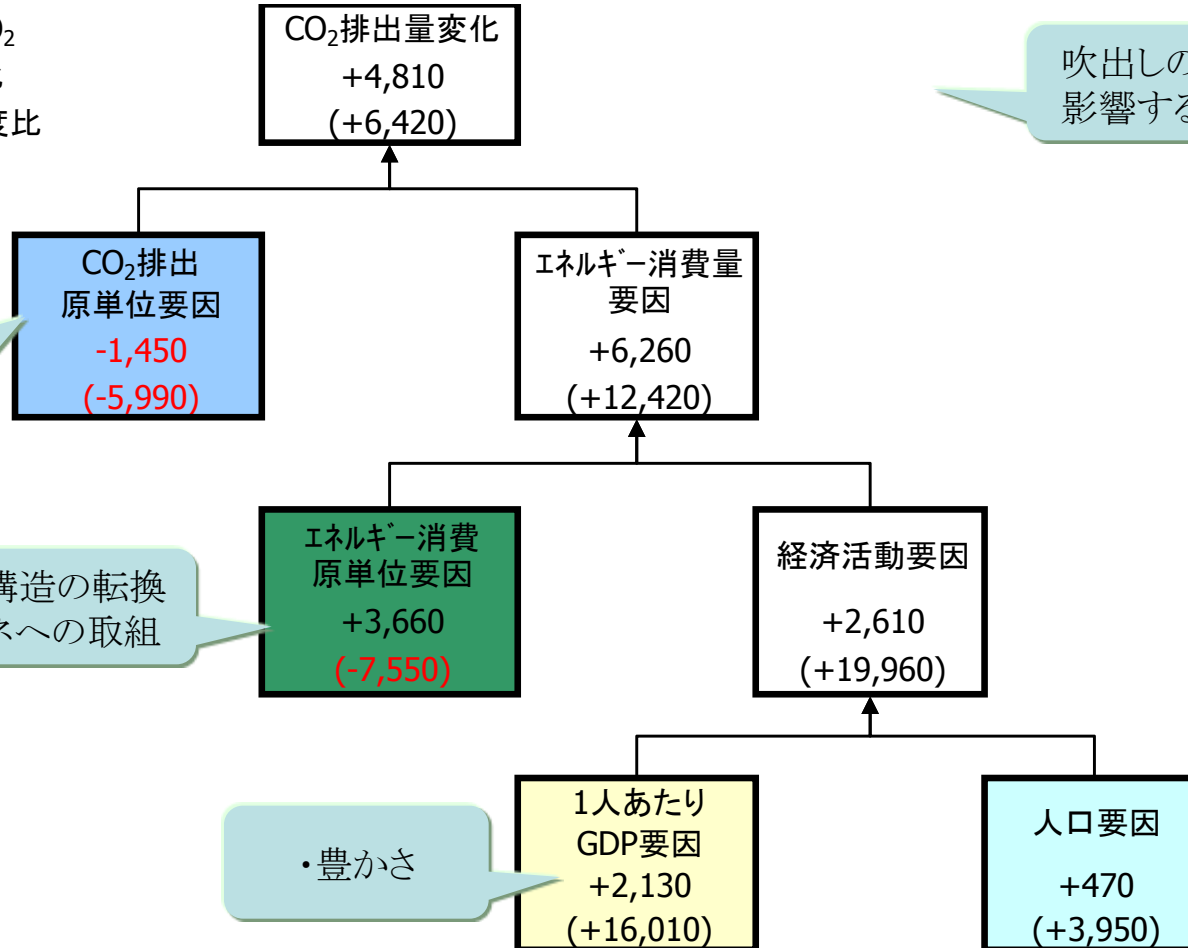 CO₂排出量変化
+4,810
(+6,420)
度比
吹出しの
影響する
CO₂排出
原単位要因
-1,450
(-5,990)
ｴﾈﾙｷﾞｰ消費量
要因
+6,260
(+12,420)
構造の転換
ネへの取組
ｴﾈﾙｷﾞｰ消費
原単位要因
+3,660
(-7,550)
経済活動要因
+2,610
(+19,960)
・豊かさ
1人あたり
GDP要因
+2,130
(+16,010)
人口要因
+470
(+3,950)